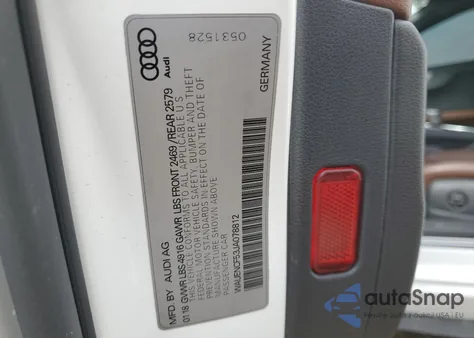 Audi
0531528
GERMANY
MFD. BY AUDI AG
01.18 GVWR LBS 4916 GAWR LBS FRONT 2469/REAR 2579
THIS VEHICLE CONFORMS TO ALL APPLICABLE U.S.
FEDERAL MOTOR VEHICLE SAFETY, BUMPER, AND THEFT
PREVENTION STANDARDS IN EFFECT ON THE DATE OF
MANUFACTURE SHOWN ABOVE
PASSENGER CAR
WAUENCF53JA078812
autoSnap